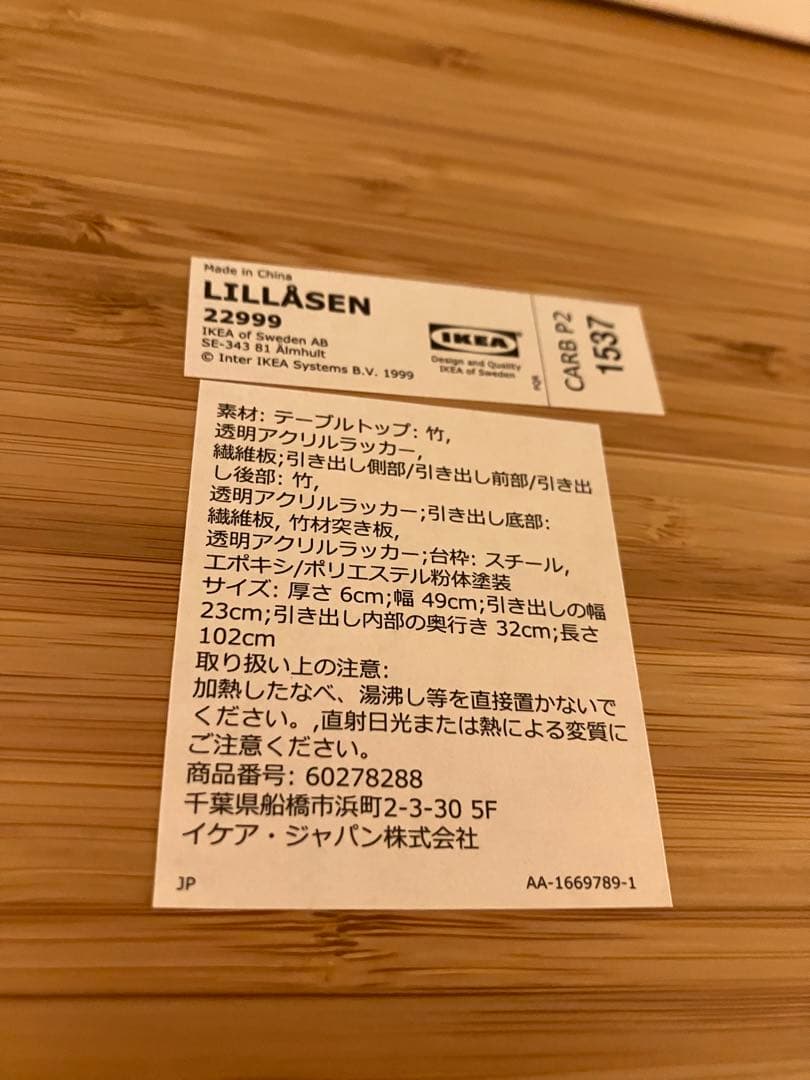 Made in China
LILLÅSEN
22999
IKEA of Sweden AB
SE-343 81 Älmhult
© Inter IKEA Systems B.V. 1999
IKEA
®
Design and Quality
IKEA of Sweden
PQR
CARB P2
1537
素材: テーブルトップ: 竹,
透明アクリルラッカー,
繊維板;引き出し側部/引き出し前部/引き出
し後部: 竹,
透明アクリルラッカー;引き出し底部:
繊維板, 竹材突き板,
透明アクリルラッカー;台枠: スチール,
エポキシ/ポリエステル粉体塗装
サイズ: 厚さ 6cm;幅 49cm;引き出しの幅
23cm;引き出し内部の奥行き 32cm;長さ
102cm
取り扱い上の注意:
加熱したなべ、湯沸し等を直接置かないで
ください。,直射日光または熱による変質に
ご注意ください。
商品番号: 60278288
千葉県船橋市浜町2-3-30 5F
イケア・ジャパン株式会社
JP
AA-1669789-1